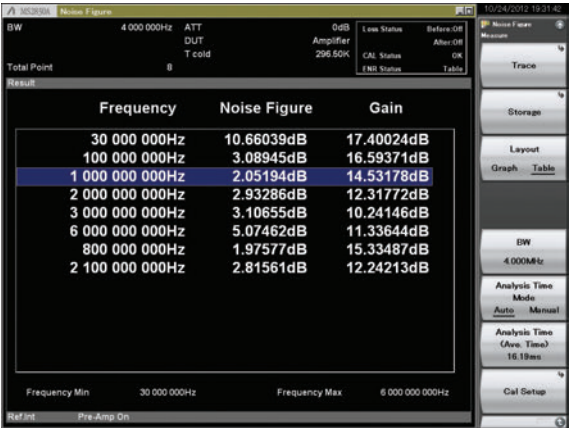 MS2830A Noise Figure
10/24/2012 19:31:42
BW 4 000 000Hz ATT 0dB Loss Status Before:Off
DUT Amplifier After:Off
T cold 296.50K CAL Status OK
Total Point 8 ENR Status Table
Result
Frequency Noise Figure Gain
30 000 000Hz 10.66039dB 17.40024dB
100 000 000Hz 3.08945dB 16.59371dB
1 000 000 000Hz 2.05194dB 14.53178dB
2 000 000 000Hz 2.93286dB 12.31772dB
3 000 000 000Hz 3.10655dB 10.24146dB
6 000 000 000Hz 5.07462dB 11.33644dB
800 000 000Hz 1.97577dB 15.33487dB
2 100 000 000Hz 2.81561dB 12.24213dB
Frequency Min 30 000 000Hz Frequency Max 6 000 000 000Hz
Ref.Int Pre-Amp On
Noise Figure
Measure
Trace
Storage
Layout
Graph Table
BW
4.000MHz
Analysis Time
Mode
Auto Manual
Analysis Time
(Ave. Time)
16.19ms
Cal Setup